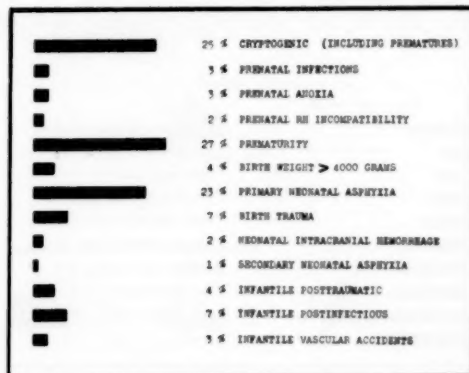 25 % CRYPTOGENIC (INCLUDING PREMATURES)
3 % PRENATAL INFECTIONS
3 % PRENATAL ANOXIA
2 % PRENATAL RH INCOMPATIBILITY
27 % PREMATURITY
4 % BIRTH WEIGHT > 4000 GRAMS
23 % PRIMARY NEONATAL ASPHYXIA
7 % BIRTH TRAUMA
2 % NEONATAL INTRACRANIAL HEMORRHAGE
1 % SECONDARY NEONATAL ASPHYXIA
4 % INFANTILE POSTTRAUMATIC
7 % INFANTILE POSTINFECTIOUS
3 % INFANTILE VASCULAR ACCIDENTS